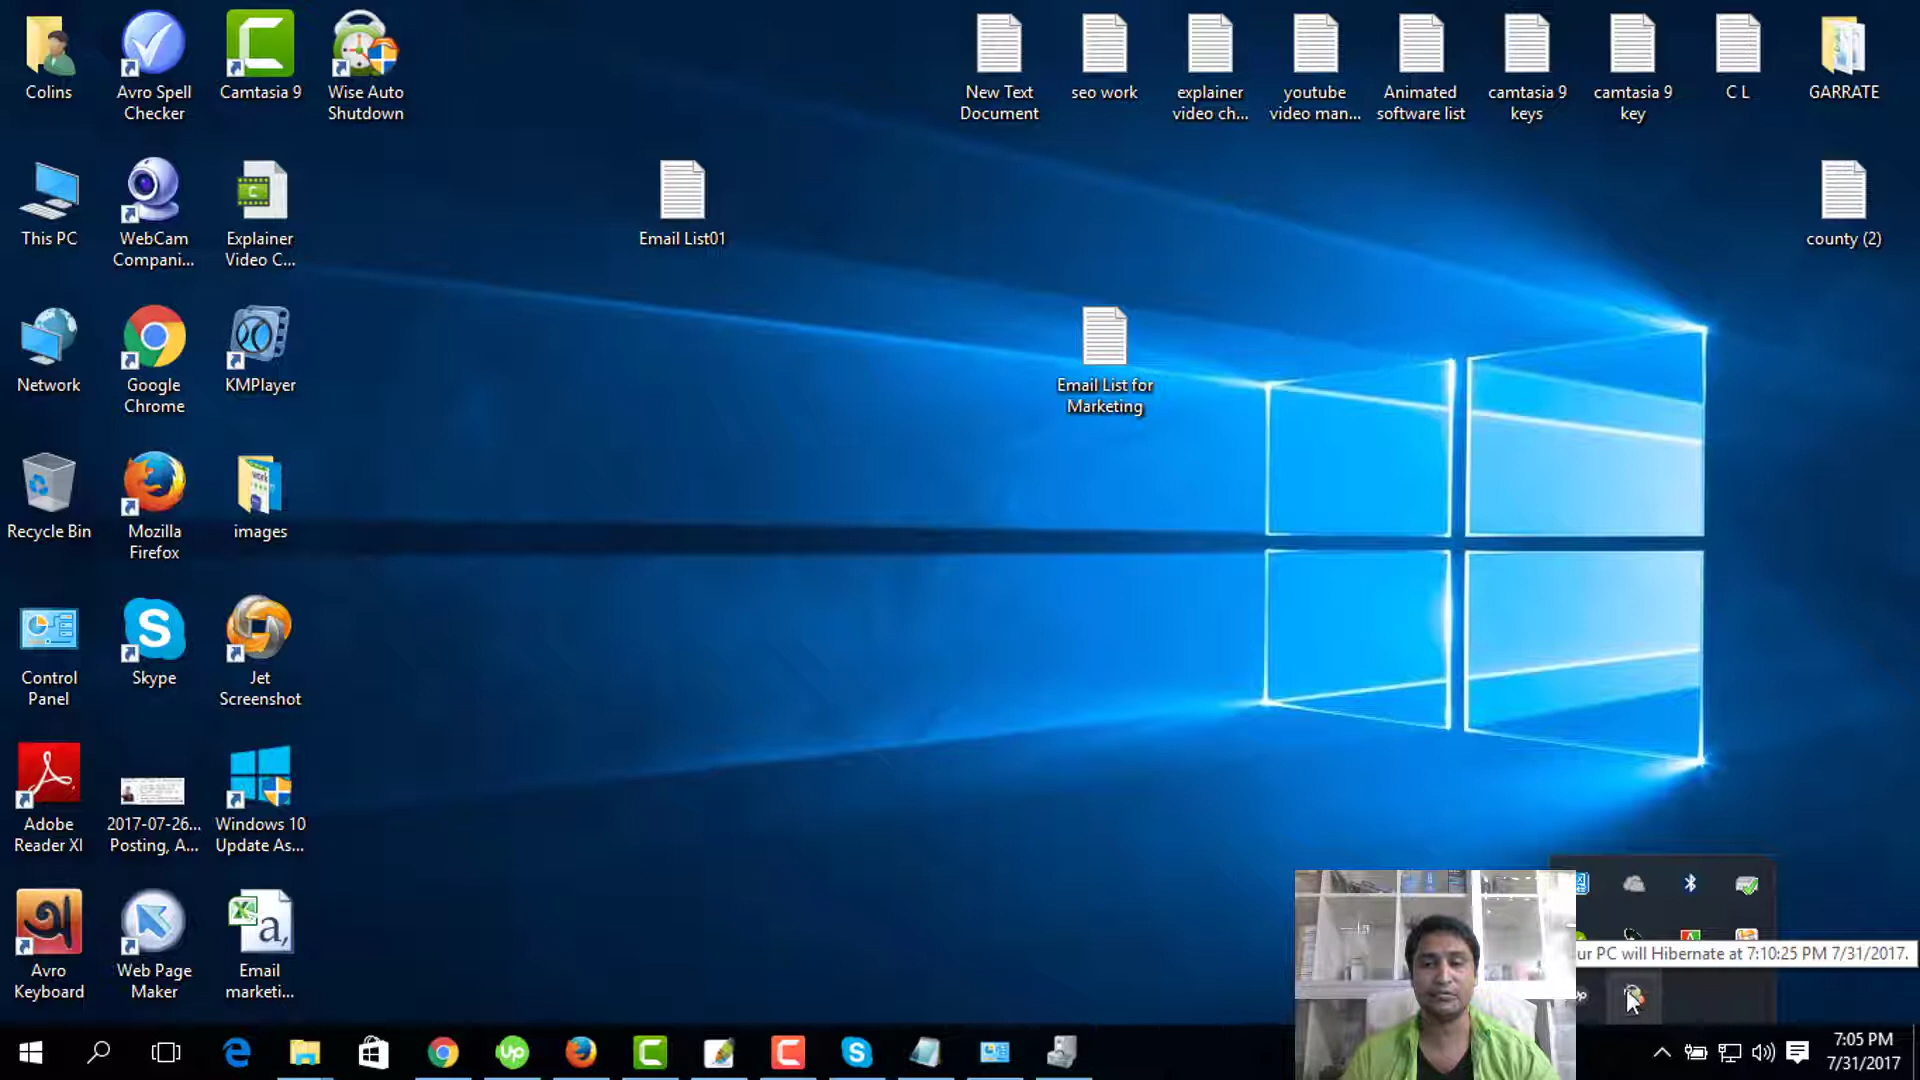 Colins
Avro Spell
Checker
Camtasia 9
Wise Auto
Shutdown
New Text
Document
seo work
explainer
video ch...
youtube
video man...
Animated
software list
camtasia 9
keys
camtasia 9
key
C L
GARRATE
This PC
WebCam
Compani...
Explainer
Video C...
Email List01
county (2)
Network
Google
Chrome
KMPlayer
Email List for
Marketing
Recycle Bin
Mozilla
Firefox
images
Control
Panel
Skype
Jet
Screenshot
Adobe
Reader XI
2017-07-26...
Posting, A...
Windows 10
Update As...
Avro
Keyboard
Web Page
Maker
Email
marketi...
ur PC will Hibernate at 7:10:25 PM 7/31/2017.
7:05 PM
7/31/2017